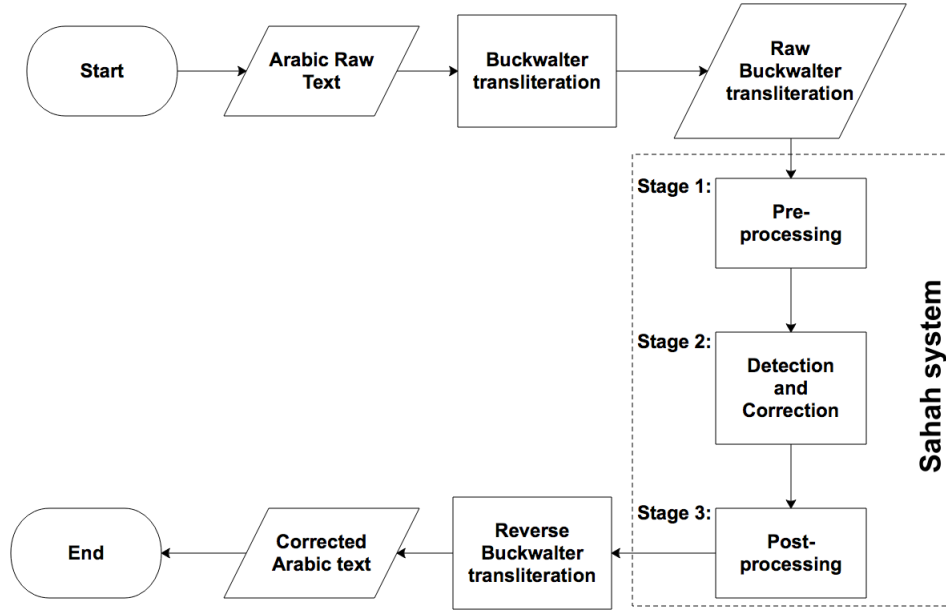 Start
Arabic Raw
Text
Buckwalter
transliteration
Raw
Buckwalter
transliteration
Stage 1:
Pre-
processing
Stage 2:
Detection
and
Correction
Sahah system
Stage 3:
Post-
processing
Reverse
Buckwalter
transliteration
Corrected
Arabic text
End